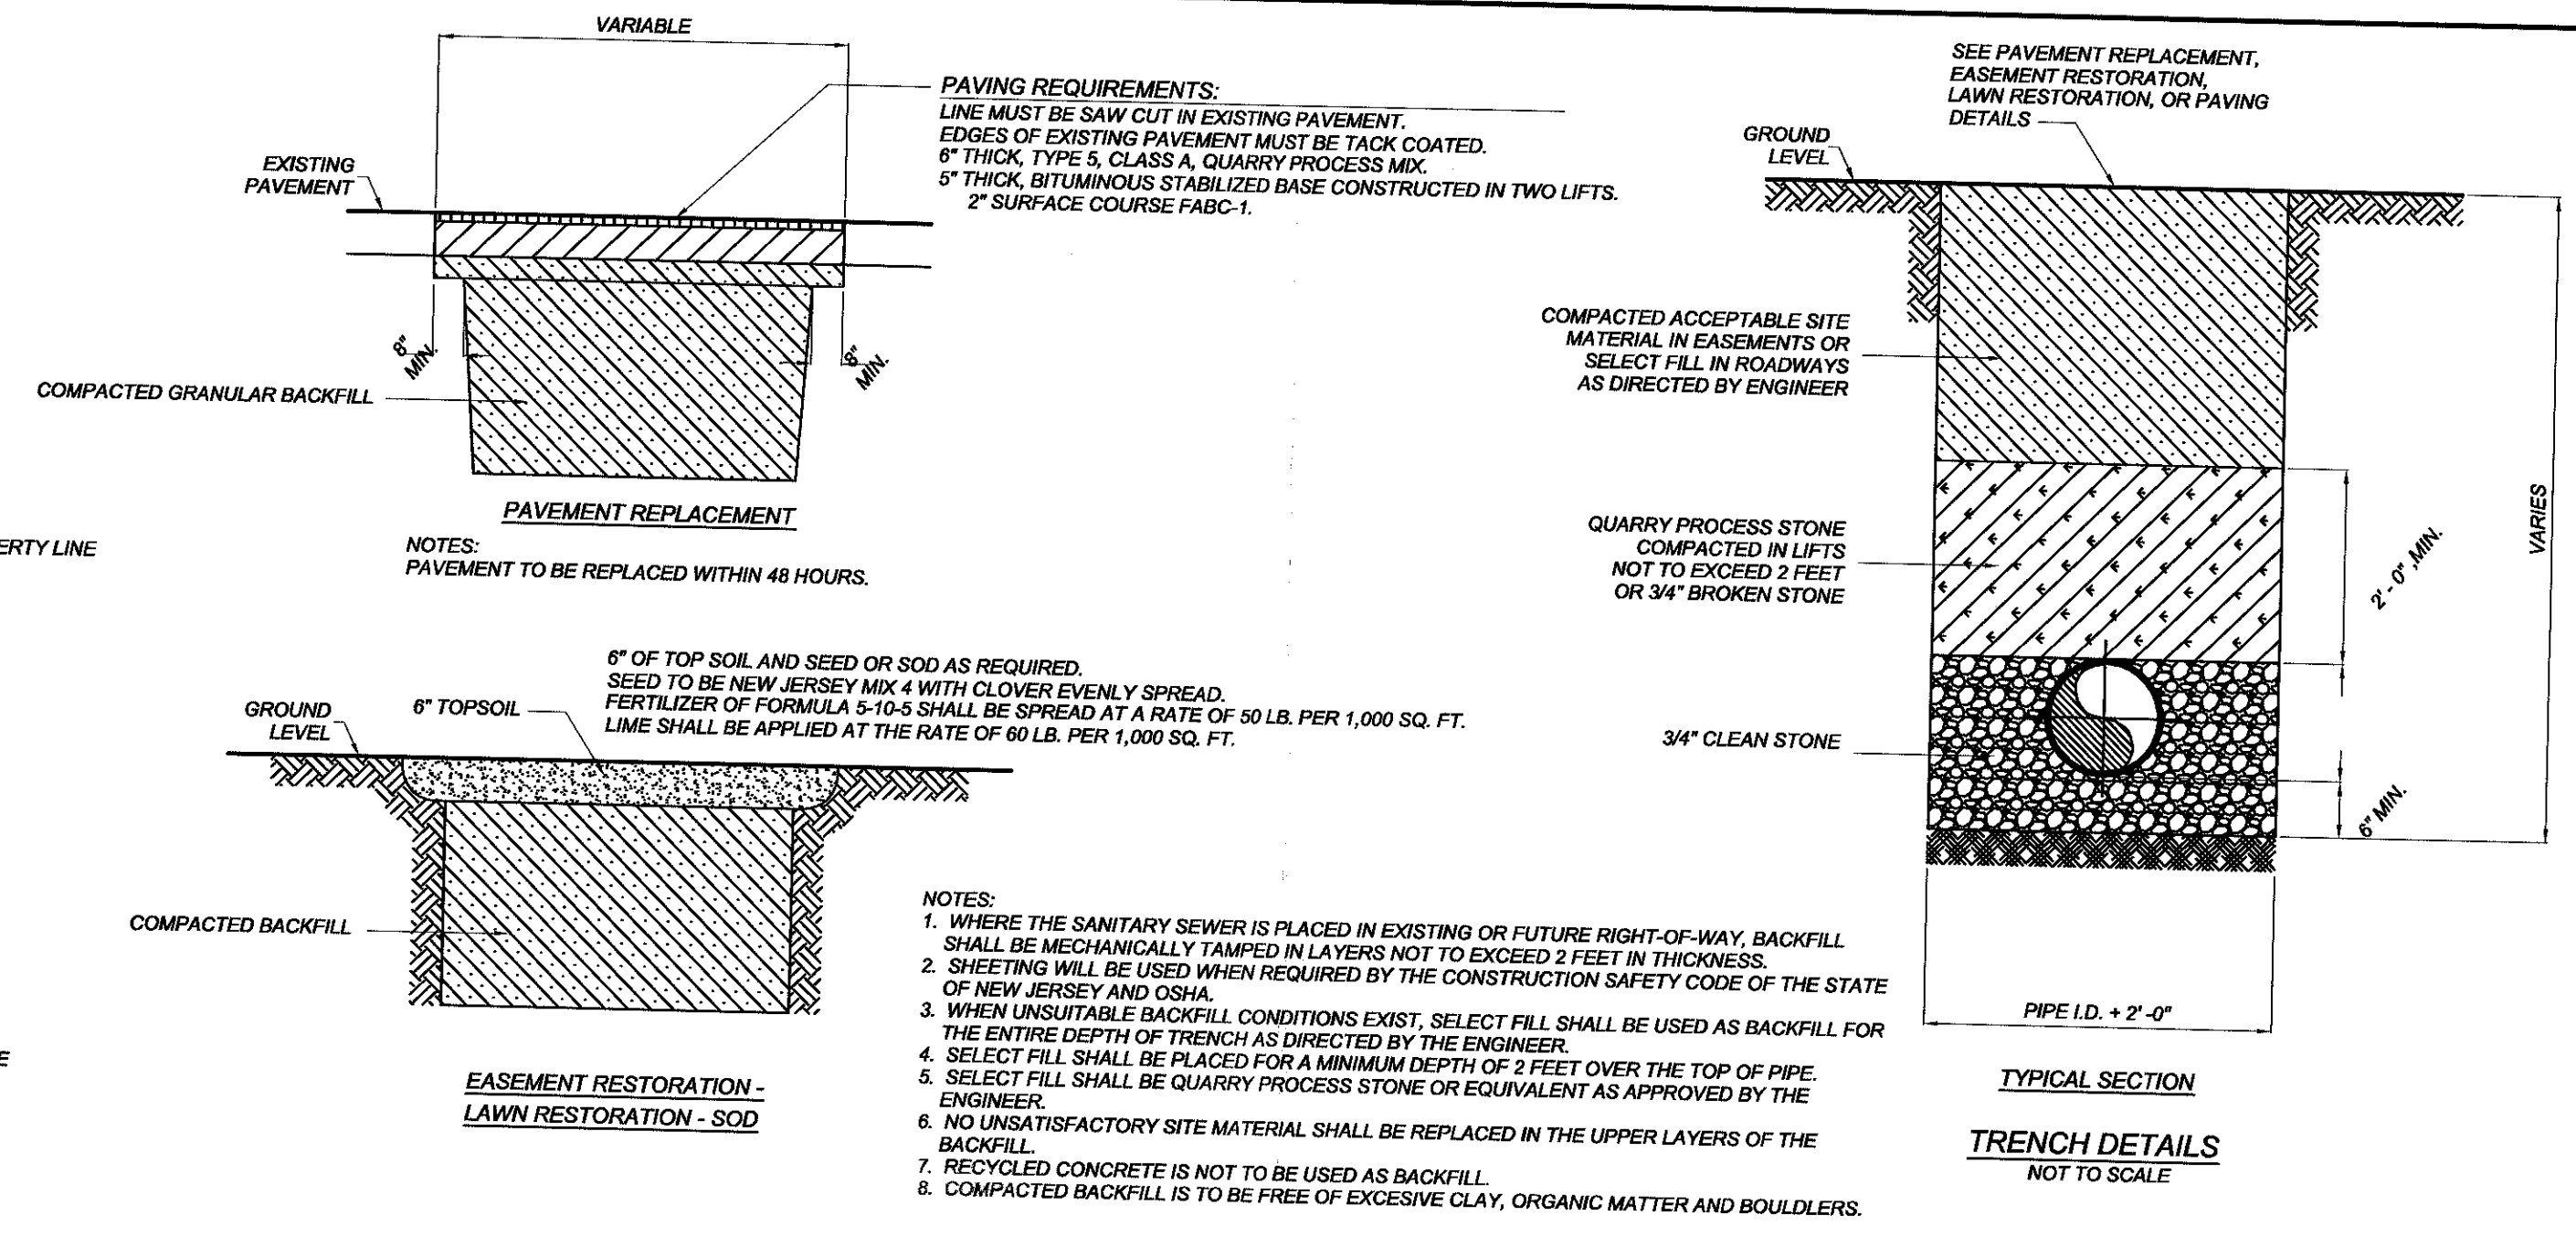 VARIABLE
PAVING REQUIREMENTS:
LINE MUST BE SAW CUT IN EXISTING PAVEMENT.
EDGES OF EXISTING PAVEMENT MUST BE TACK COATED.
6" THICK, TYPE 5, CLASS A, QUARRY PROCESS MIX.
5" THICK, BITUMINOUS STABILIZED BASE CONSTRUCTED IN TWO LIFTS.
2" SURFACE COURSE FABC-1.
EXISTING
PAVEMENT
8"
MIN.
8"
MIN.
COMPACTED GRANULAR BACKFILL
PAVEMENT REPLACEMENT
NOTES:
PAVEMENT TO BE REPLACED WITHIN 48 HOURS.
ERTY LINE
6" OF TOP SOIL AND SEED OR SOD AS REQUIRED.
SEED TO BE NEW JERSEY MIX 4 WITH CLOVER EVENLY SPREAD.
FERTILIZER OF FORMULA 5-10-5 SHALL BE SPREAD AT A RATE OF 50 LB. PER 1,000 SQ. FT.
LIME SHALL BE APPLIED AT THE RATE OF 60 LB. PER 1,000 SQ. FT.
GROUND
LEVEL
6" TOPSOIL
COMPACTED BACKFILL
E
EASEMENT RESTORATION -
LAWN RESTORATION - SOD
NOTES:
1. WHERE THE SANITARY SEWER IS PLACED IN EXISTING OR FUTURE RIGHT-OF-WAY, BACKFILL
SHALL BE MECHANICALLY TAMPED IN LAYERS NOT TO EXCEED 2 FEET IN THICKNESS.
2. SHEETING WILL BE USED WHEN REQUIRED BY THE CONSTRUCTION SAFETY CODE OF THE STATE
OF NEW JERSEY AND OSHA.
3. WHEN UNSUITABLE BACKFILL CONDITIONS EXIST, SELECT FILL SHALL BE USED AS BACKFILL FOR
THE ENTIRE DEPTH OF TRENCH AS DIRECTED BY THE ENGINEER.
4. SELECT FILL SHALL BE PLACED FOR A MINIMUM DEPTH OF 2 FEET OVER THE TOP OF PIPE.
5. SELECT FILL SHALL BE QUARRY PROCESS STONE OR EQUIVALENT AS APPROVED BY THE
ENGINEER.
6. NO UNSATISFACTORY SITE MATERIAL SHALL BE REPLACED IN THE UPPER LAYERS OF THE
BACKFILL.
7. RECYCLED CONCRETE IS NOT TO BE USED AS BACKFILL.
8. COMPACTED BACKFILL IS TO BE FREE OF EXCESIVE CLAY, ORGANIC MATTER AND BOULDLERS.
SEE PAVEMENT REPLACEMENT,
EASEMENT RESTORATION,
LAWN RESTORATION, OR PAVING
DETAILS
GROUND
LEVEL
COMPACTED ACCEPTABLE SITE
MATERIAL IN EASEMENTS OR
SELECT FILL IN ROADWAYS
AS DIRECTED BY ENGINEER
QUARRY PROCESS STONE
COMPACTED IN LIFTS
NOT TO EXCEED 2 FEET
OR 3/4" BROKEN STONE
3/4" CLEAN STONE
2' - 0" ,MIN.
VARIES
6" MIN.
PIPE I.D. + 2' -0"
TYPICAL SECTION
TRENCH DETAILS
NOT TO SCALE